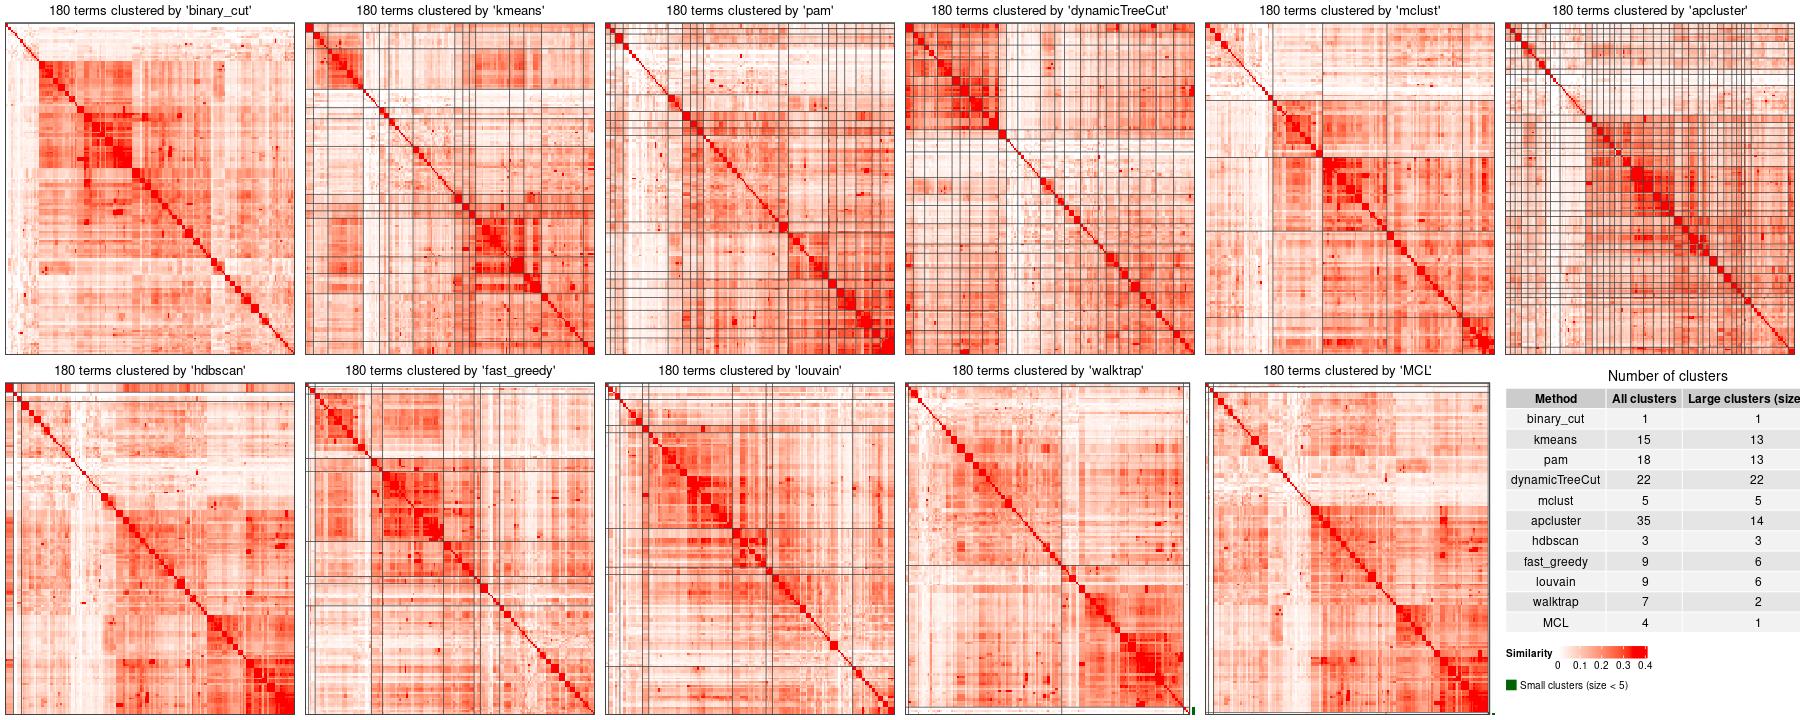 180 terms clustered by 'binary_cut'
180 terms clustered by 'kmeans'
180 terms clustered by 'pam'
180 terms clustered by 'dynamicTreeCut'
180 terms clustered by 'mclust'
180 terms clustered by 'apcluster'
180 terms clustered by 'hdbscan'
180 terms clustered by 'fast_greedy'
180 terms clustered by 'louvain'
180 terms clustered by 'walktrap'
180 terms clustered by 'MCL'
Number of clusters
Method All clusters Large clusters (size
binary_cut 1 1
kmeans 15 13
pam 18 13
dynamicTreeCut 22 22
mclust 5 5
apcluster 35 14
hdbscan 3 3
fast_greedy 9 6
louvain 9 6
walktrap 7 2
MCL 4 1
Similarity
0 0.1 0.2 0.3 0.4
Small clusters (size < 5)